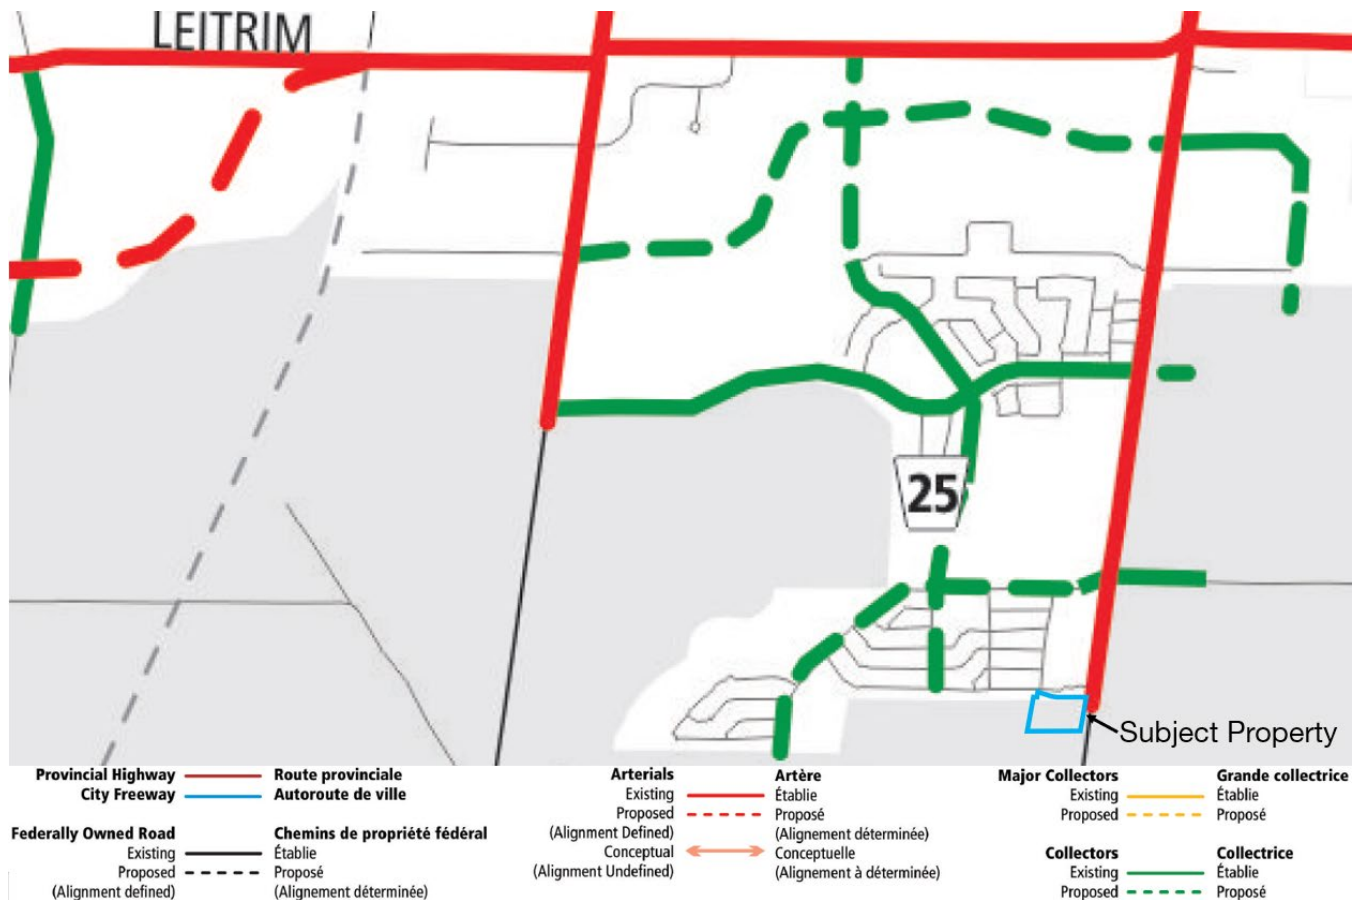 LEITRIM
25
Subject Property
Provincial Highway Route provinciale
City Freeway Autoroute de ville
Federally Owned Road Chemins de propriété fédéral
Existing Établie
Proposed Proposé
(Alignment defined) (Alignement déterminée)
Arterials Artère
Existing Établie
Proposed Proposé
(Alignment Defined) (Alignement déterminée)
Conceptual Conceptuelle
(Alignment Undefined) (Alignement à déterminée)
Major Collectors Grande collectrice
Existing Établie
Proposed Proposé
Collectors Collectrice
Existing Établie
Proposed Proposé